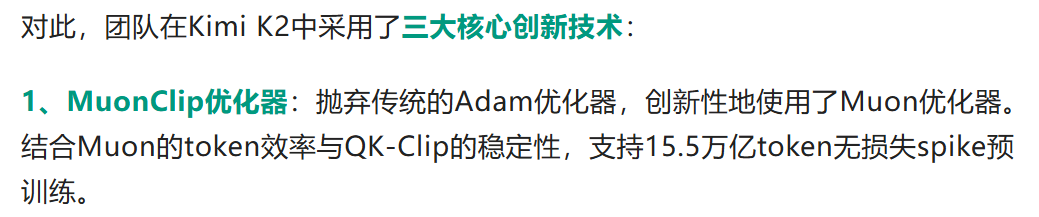 对此，团队在Kimi K2中采用了三大核心创新技术：
1、MuonClip优化器：抛弃传统的Adam优化器，创新性地使用了Muon优化器。
结合Muon的token效率与QK-Clip的稳定性，支持15.5万亿token无损失spike预
训练。